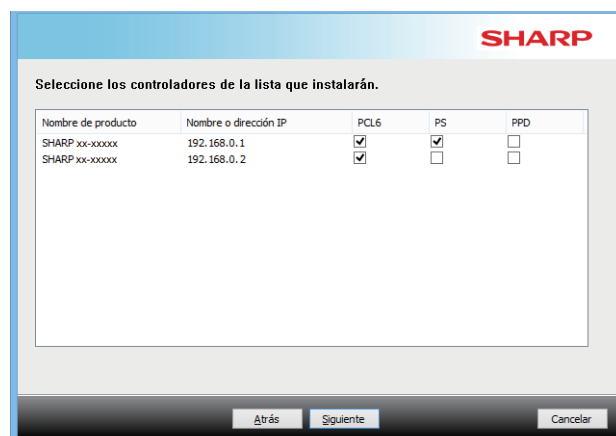 SHARP
Seleccione los controladores de la lista que instalarán.
Nombre de producto Nombre o dirección IP PCL6 PS PPD
SHARP xx-xxxxx 192.168.0.1
SHARP xx-xxxxx 192.168.0.2
Atrás Siguiente Cancelar